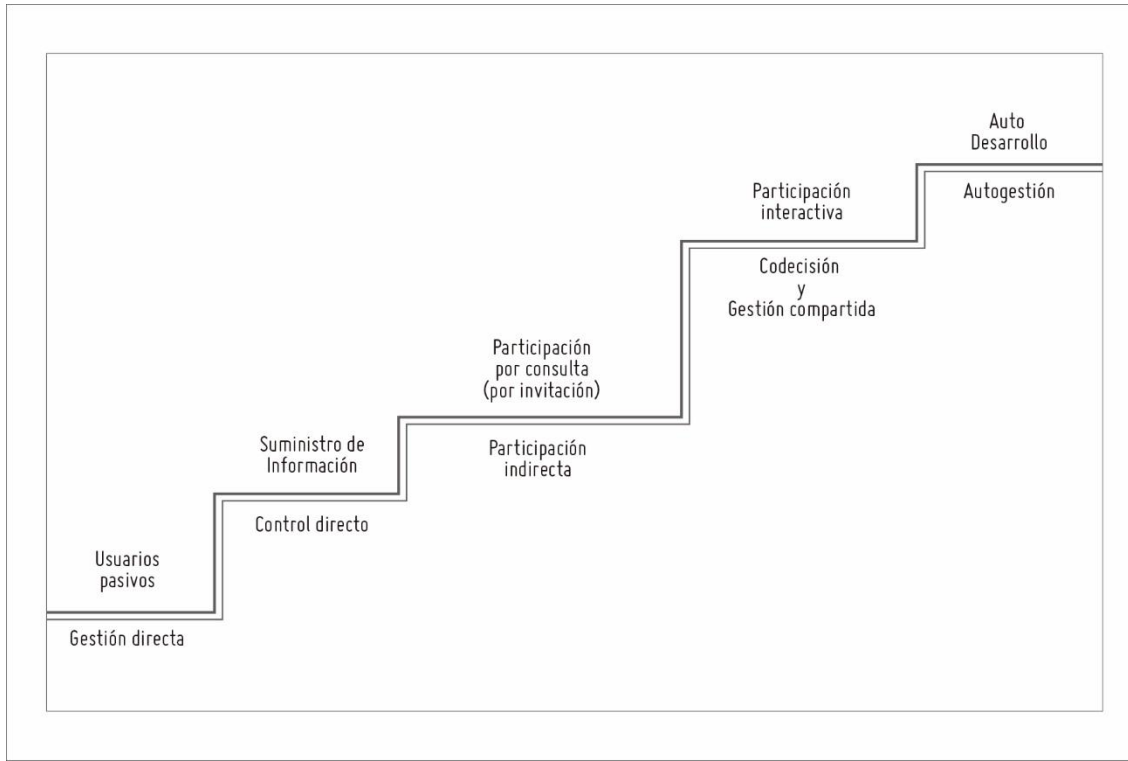 Usuarios
pasivos
Gestión directa
Suministro de
Información
Control directo
Participación
por consulta
(por invitación)
Participación
indirecta
Participación
interactiva
Codecisión
y
Gestión compartida
Auto
Desarrollo
Autogestión